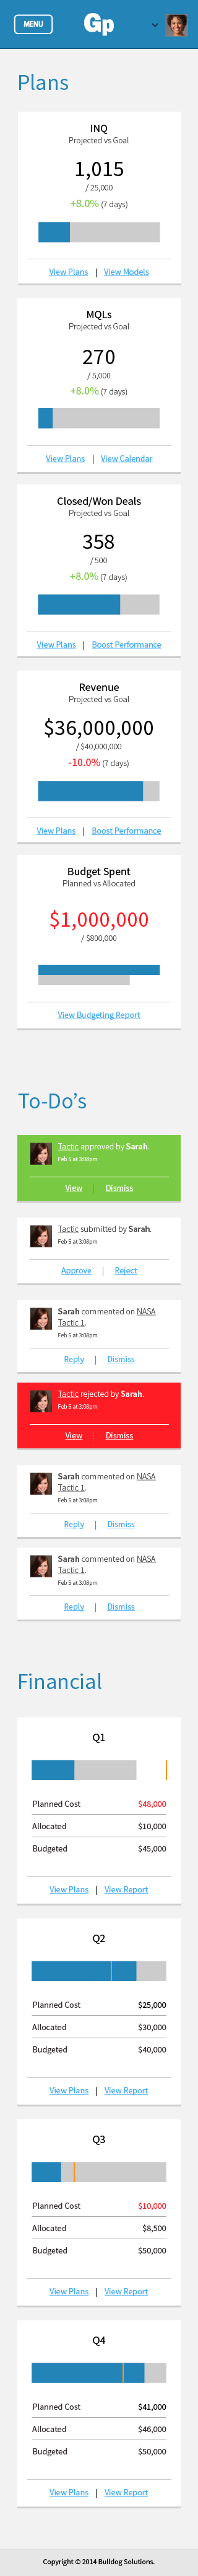 MENU
Gp
Plans
INQ
Projected vs Goal
1,015
/ 25,000
+8.0% (7 days)
View Plans | View Models
MQLs
Projected vs Goal
270
/ 5,000
+8.0% (7 days)
View Plans | View Calendar
Closed/Won Deals
Projected vs Goal
358
/ 500
+8.0% (7 days)
View Plans | Boost Performance
Revenue
Projected vs Goal
$36,000,000
/ $40,000,000
-10.0% (7 days)
View Plans | Boost Performance
Budget Spent
Planned vs Allocated
$1,000,000
/ $800,000
View Budgeting Report
To-Do’s
Tactic approved by Sarah.
Feb 5 at 3:08pm
View | Dismiss
Tactic submitted by Sarah.
Feb 5 at 3:08pm
Approve | Reject
Sarah commented on NASA
Tactic 1.
Feb 5 at 3:08pm
Reply | Dismiss
Tactic rejected by Sarah.
Feb 5 at 3:08pm
View | Dismiss
Sarah commented on NASA
Tactic 1.
Feb 5 at 3:08pm
Reply | Dismiss
Sarah commented on NASA
Tactic 1.
Feb 5 at 3:08pm
Reply | Dismiss
Financial
Q1
Planned Cost $48,000
Allocated $10,000
Budgeted $45,000
View Plans | View Report
Q2
Planned Cost $25,000
Allocated $30,000
Budgeted $40,000
View Plans | View Report
Q3
Planned Cost $10,000
Allocated $8,500
Budgeted $50,000
View Plans | View Report
Q4
Planned Cost $41,000
Allocated $46,000
Budgeted $50,000
View Plans | View Report
Copyright © 2014 Bulldog Solutions.